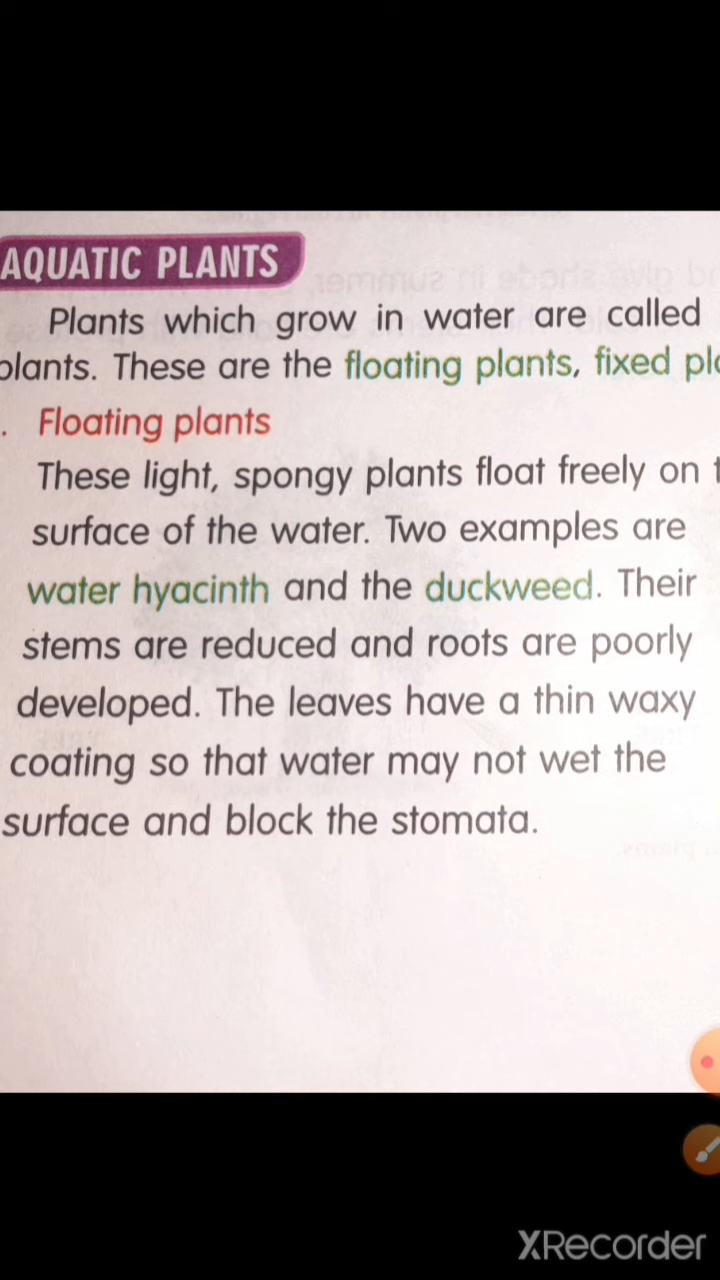 AQUATIC PLANTS
Plants which grow in water are called
plants. These are the floating plants, fixed
. Floating plants
These light, spongy plants float freely on
surface of the water. Two examples are
water hyacinth and the duckweed. Their
stems are reduced and roots are poorly
developed. The leaves have a thin waxy
coating so that water may not wet the
surface and block the stomata.
XRecorder